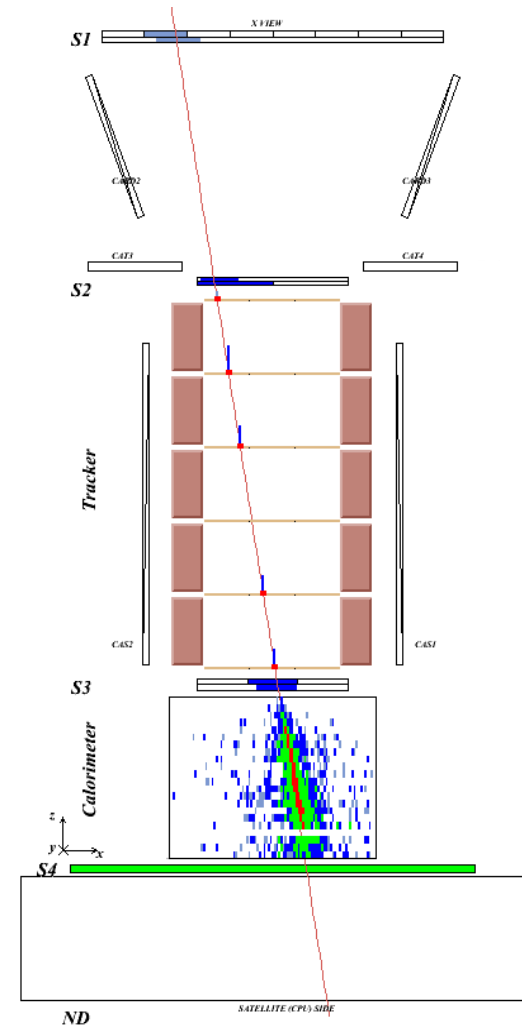 X VIEW
S1
CARD2
CARD3
CAT3
CAT4
S2
Tracker
CAS2
CAS1
S3
Calorimeter
z
y
x
S4
SATELLITE (CPU) SIDE
ND